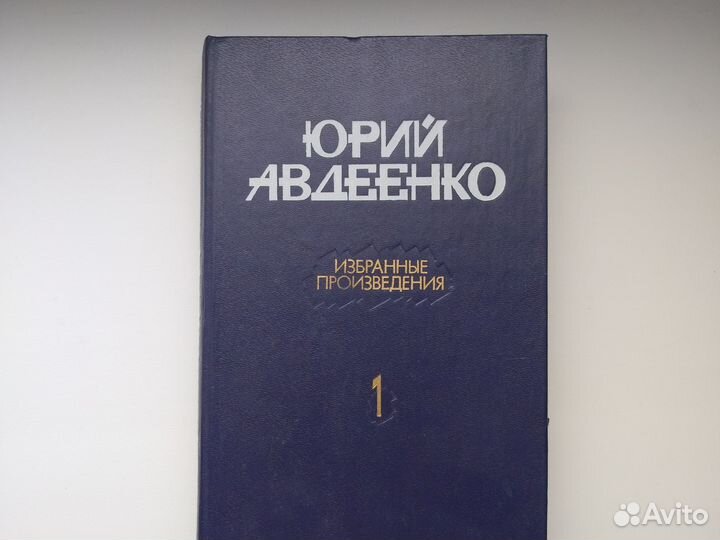 ЮРИЙ
АВДЕЕНКО
ИЗБРАННЫЕ
ПРОИЗВЕДЕНИЯ
1
Avito